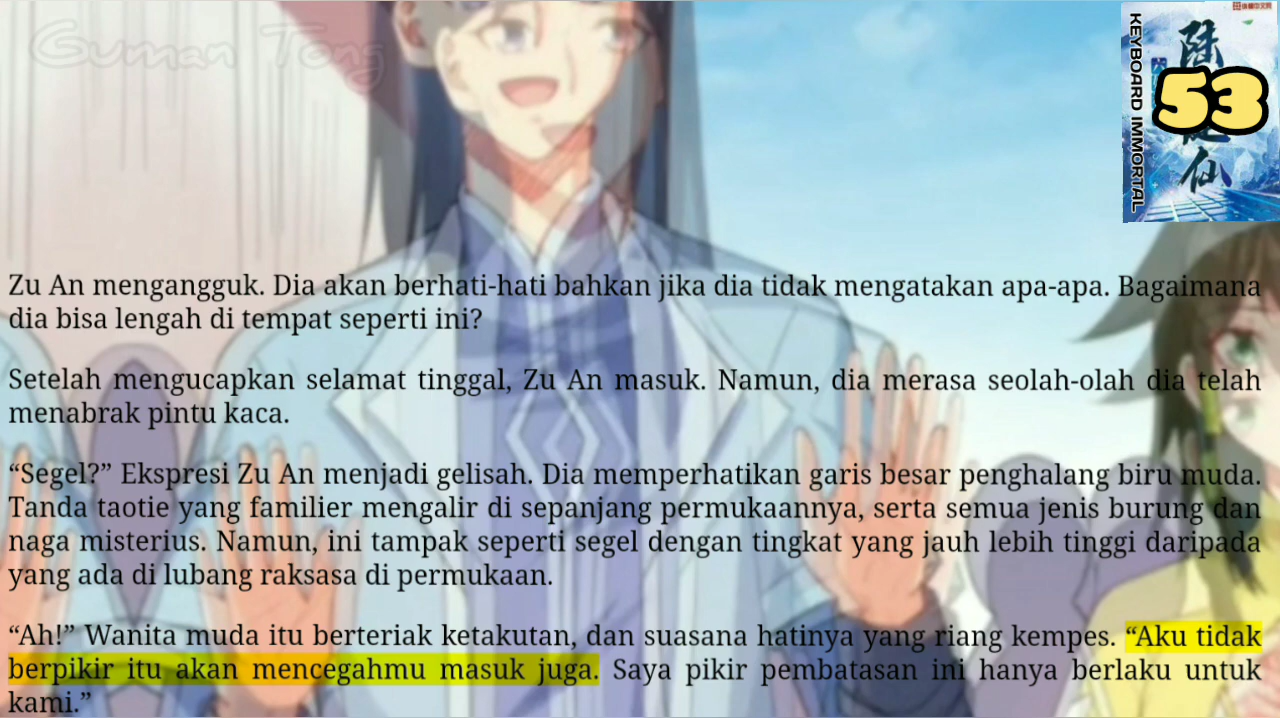 Guman Tong
KEYBOARD IMMORTAL
53
Zu An mengangguk. Dia akan berhati-hati bahkan jika dia tidak mengatakan apa-apa. Bagaimana
dia bisa lengah di tempat seperti ini?
Setelah mengucapkan selamat tinggal, Zu An masuk. Namun, dia merasa seolah-olah dia telah
menabrak pintu kaca.
“Segel?” Ekspresi Zu An menjadi gelisah. Dia memperhatikan garis besar penghalang biru muda.
Tanda taotie yang familier mengalir di sepanjang permukaannya, serta semua jenis burung dan
naga misterius. Namun, ini tampak seperti segel dengan tingkat yang jauh lebih tinggi daripada
yang ada di lubang raksasa di permukaan.
“Ah!” Wanita muda itu berteriak ketakutan, dan suasana hatinya yang riang kempes. “Aku tidak
berpikir itu akan mencegahmu masuk juga. Saya pikir pembatasan ini hanya berlaku untuk
kami.”